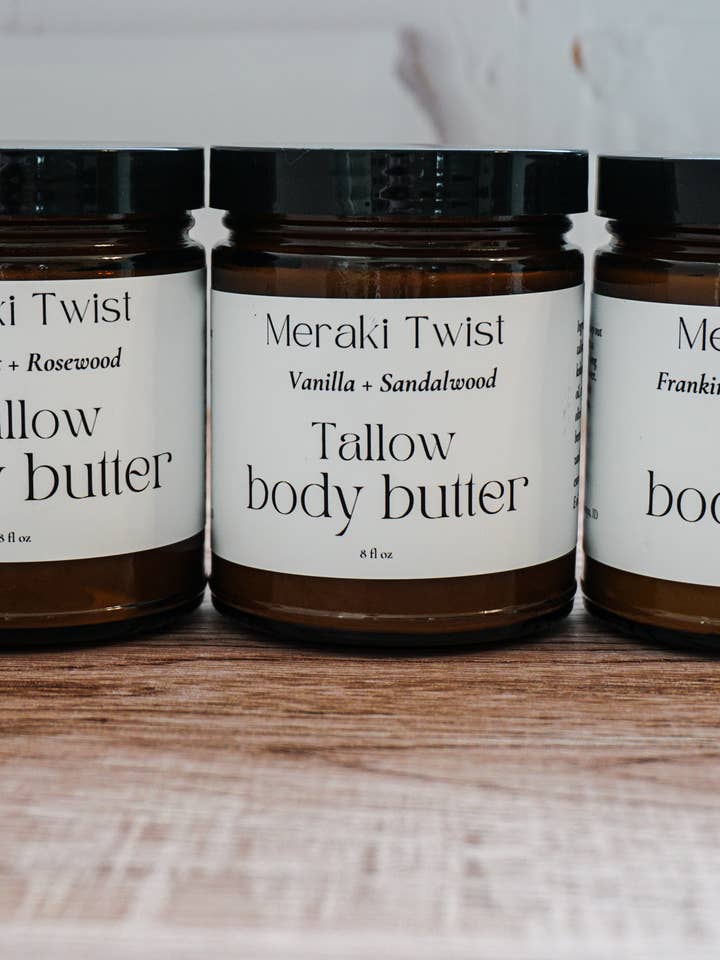 ki Twist
+ Rosewood
allow
y butter
8 fl oz
Meraki Twist
Vanilla + Sandalwood
Tallow
body butter
8 fl oz
Me
Frankin
boo